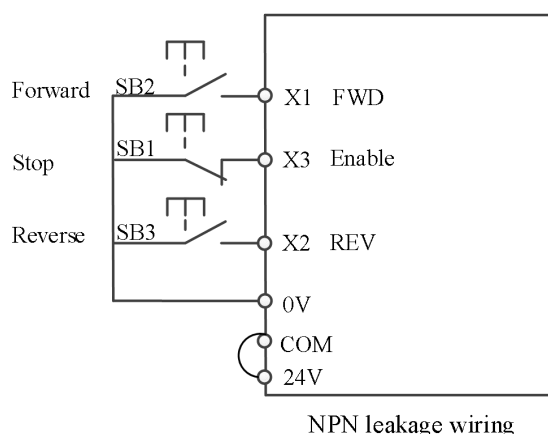 Forward SB2 X1 FWD
Stop SB1 X3 Enable
Reverse SB3 X2 REV
0V
COM
24V
NPN leakage wiring